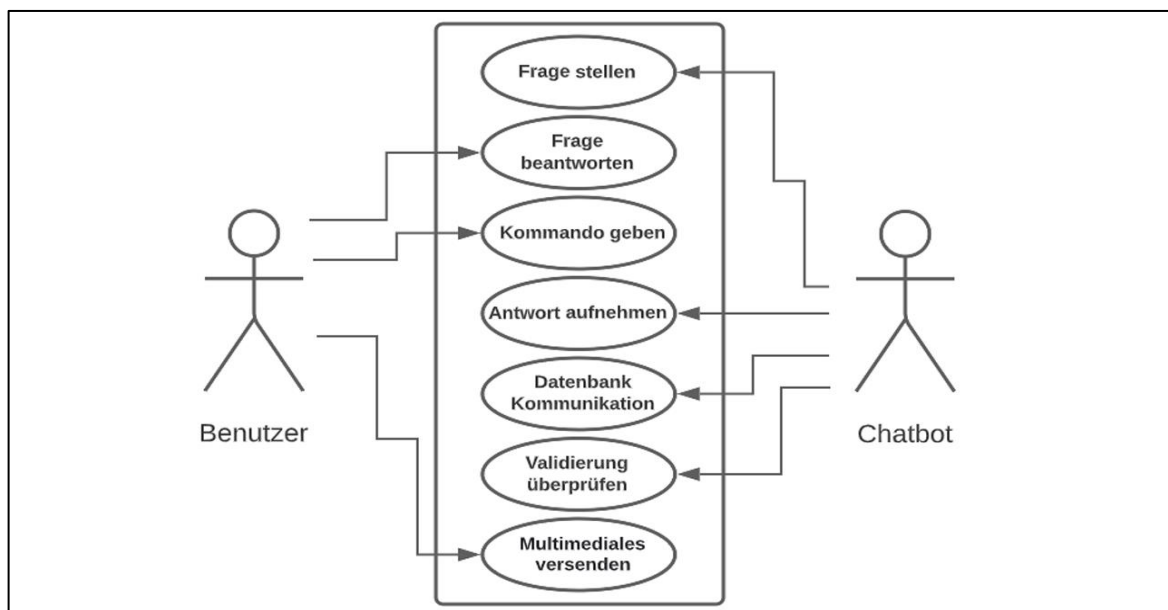 Frage stellen
Frage
beantworten
Kommando geben
Antwort aufnehmen
Datenbank
Kommunikation
Validierung
überprüfen
Multimediales
versenden
Benutzer
Chatbot